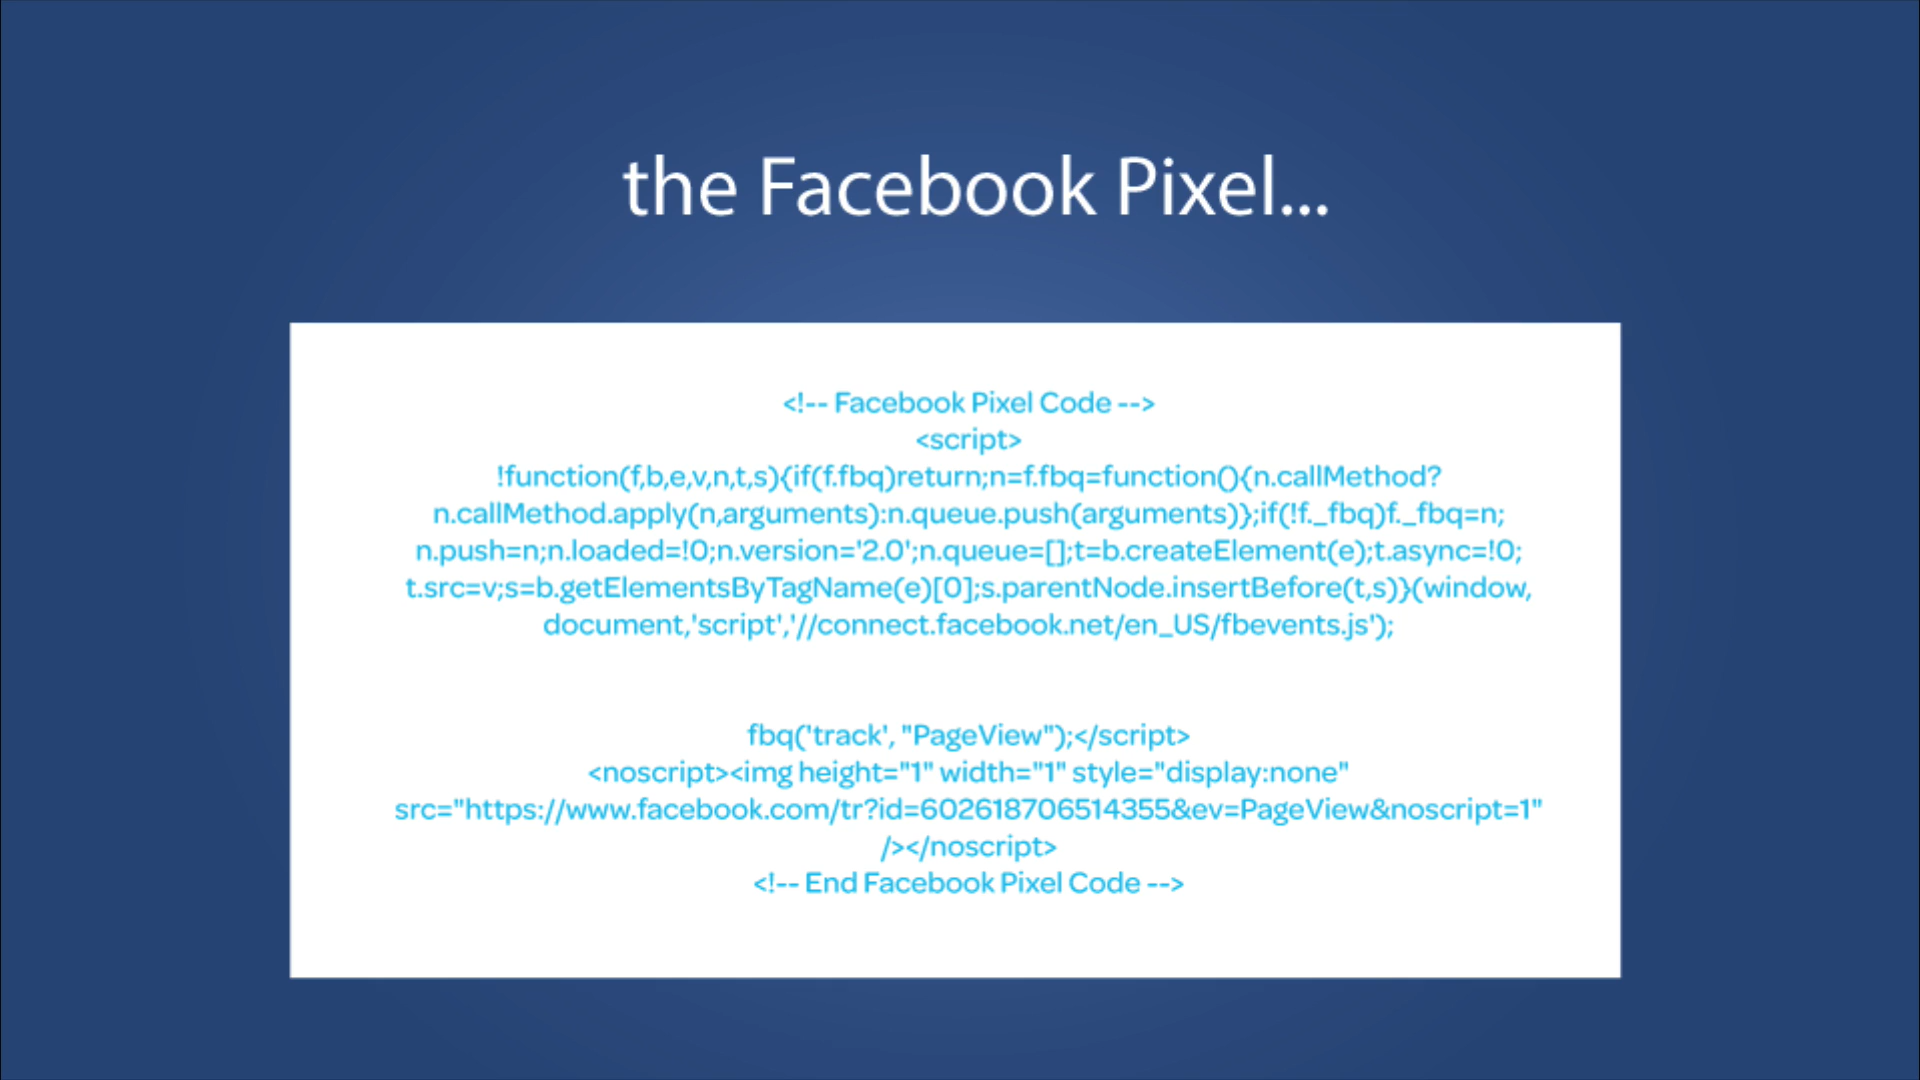 the Facebook Pixel...
<!-- Facebook Pixel Code -->
<script>
!function(f,b,e,v,n,t,s){if(f.fbq)return;n=f.fbq=function(){n.callMethod?
n.callMethod.apply(n,arguments):n.queue.push(arguments)};if(!f._fbq)f._fbq=n;
n.push=n;n.loaded=!0;n.version='2.0';n.queue=[];t=b.createElement(e);t.async=!0;
t.src=v;s=b.getElementsByTagName(e)[0];s.parentNode.insertBefore(t,s)}(window,
document,'script','//connect.facebook.net/en_US/fbevents.js');
fbq('track', "PageView");</script>
<noscript><img height="1" width="1" style="display:none"
src="https://www.facebook.com/tr?id=602618706514355&ev=PageView&noscript=1"
/></noscript>
<!-- End Facebook Pixel Code -->